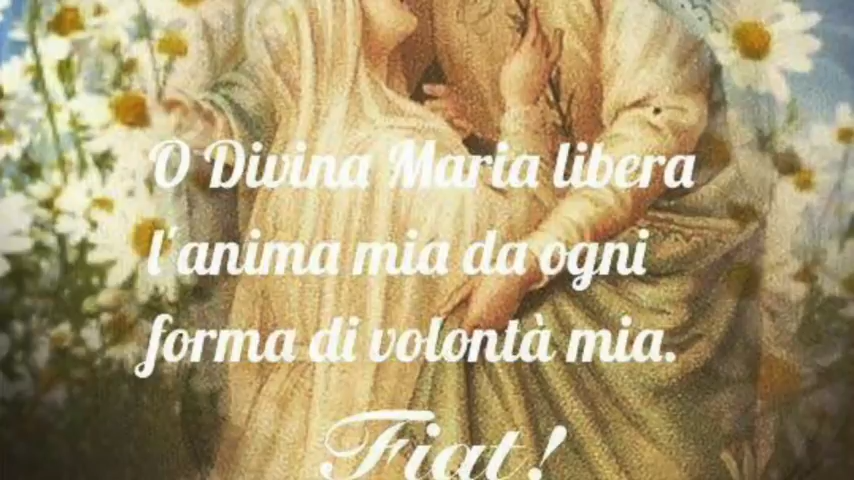 O Divina Maria libera
l'anima mia da ogni
forma di volontà mia.
Fiat!